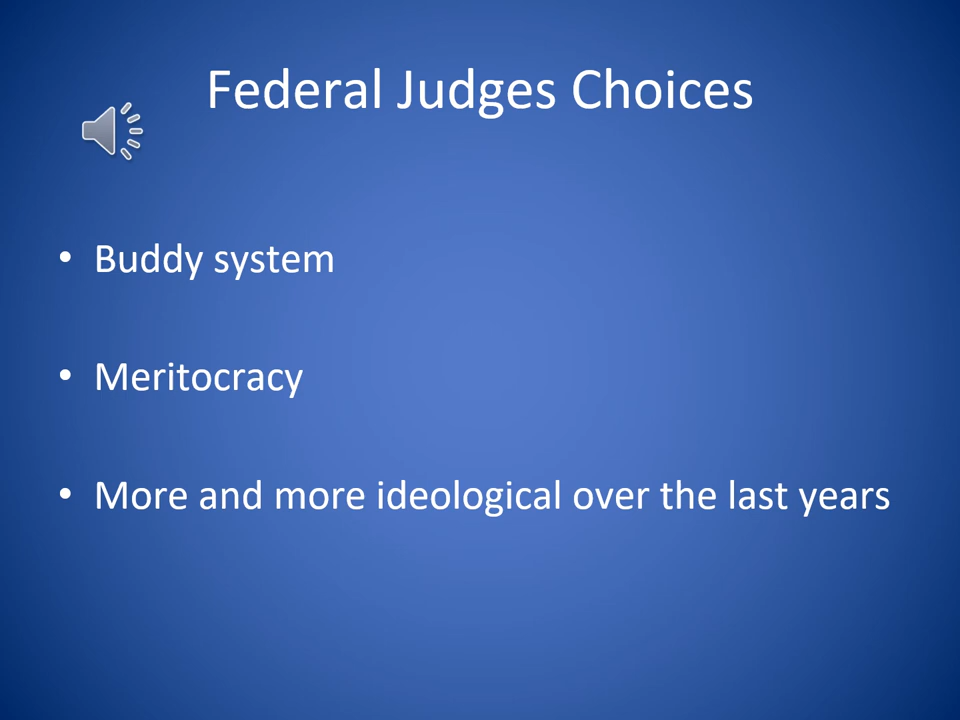 Federal Judges Choices
• Buddy system
• Meritocracy
• More and more ideological over the last years